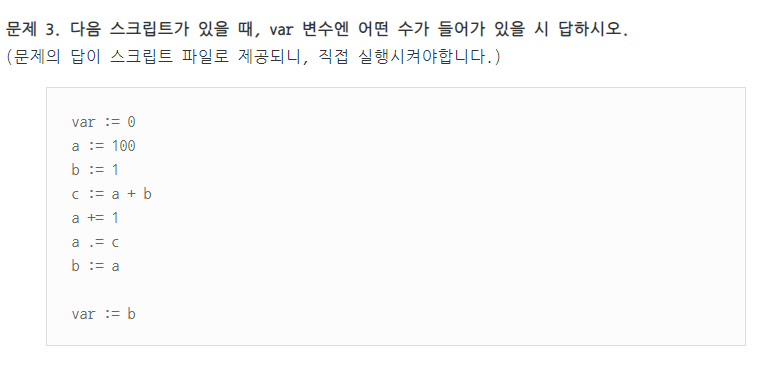 문제 3. 다음 스크립트가 있을 때, var 변수엔 어떤 수가 들어가 있을 시 답하시오.
(문제의 답이 스크립트 파일로 제공되니, 직접 실행시켜야합니다.)
var := 0
a := 100
b := 1
c := a + b
a += 1
a .= c
b := a
var := b